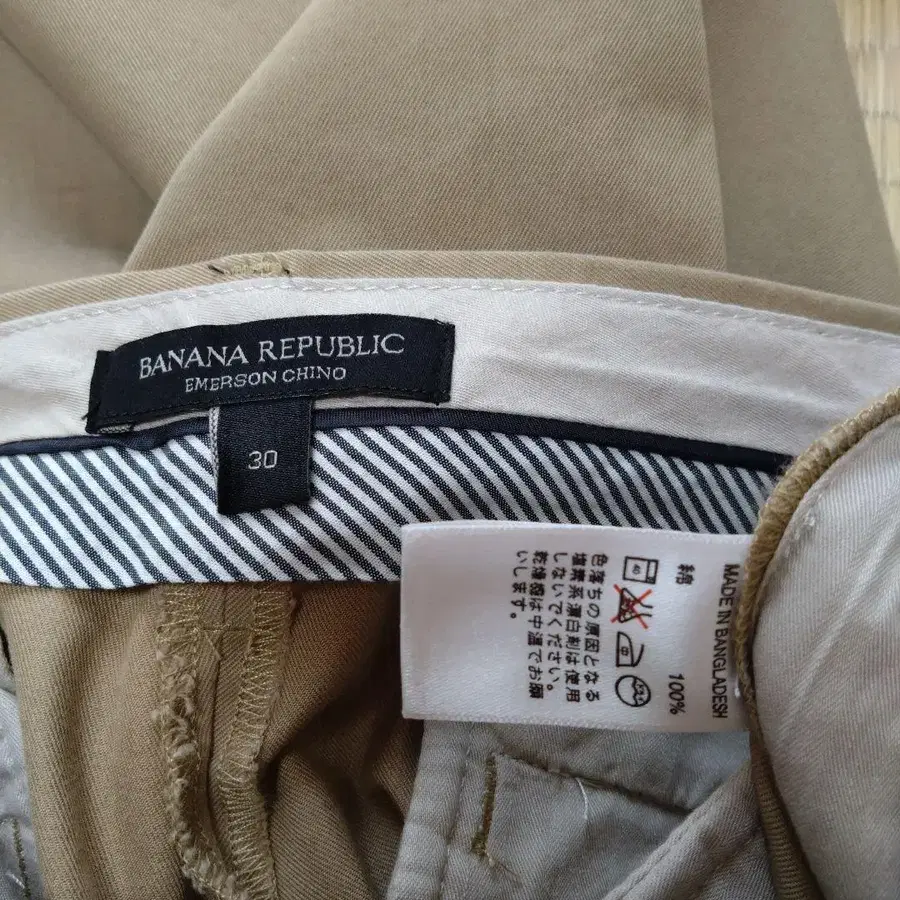 BANANA REPUBLIC
EMERSON CHINO
30
MADE IN BANGLADESH
綿 100%
40
色落ちの原因となる
塩素系漂白剤は使用
しないでください。
乾燥機は中温でお願
いします。